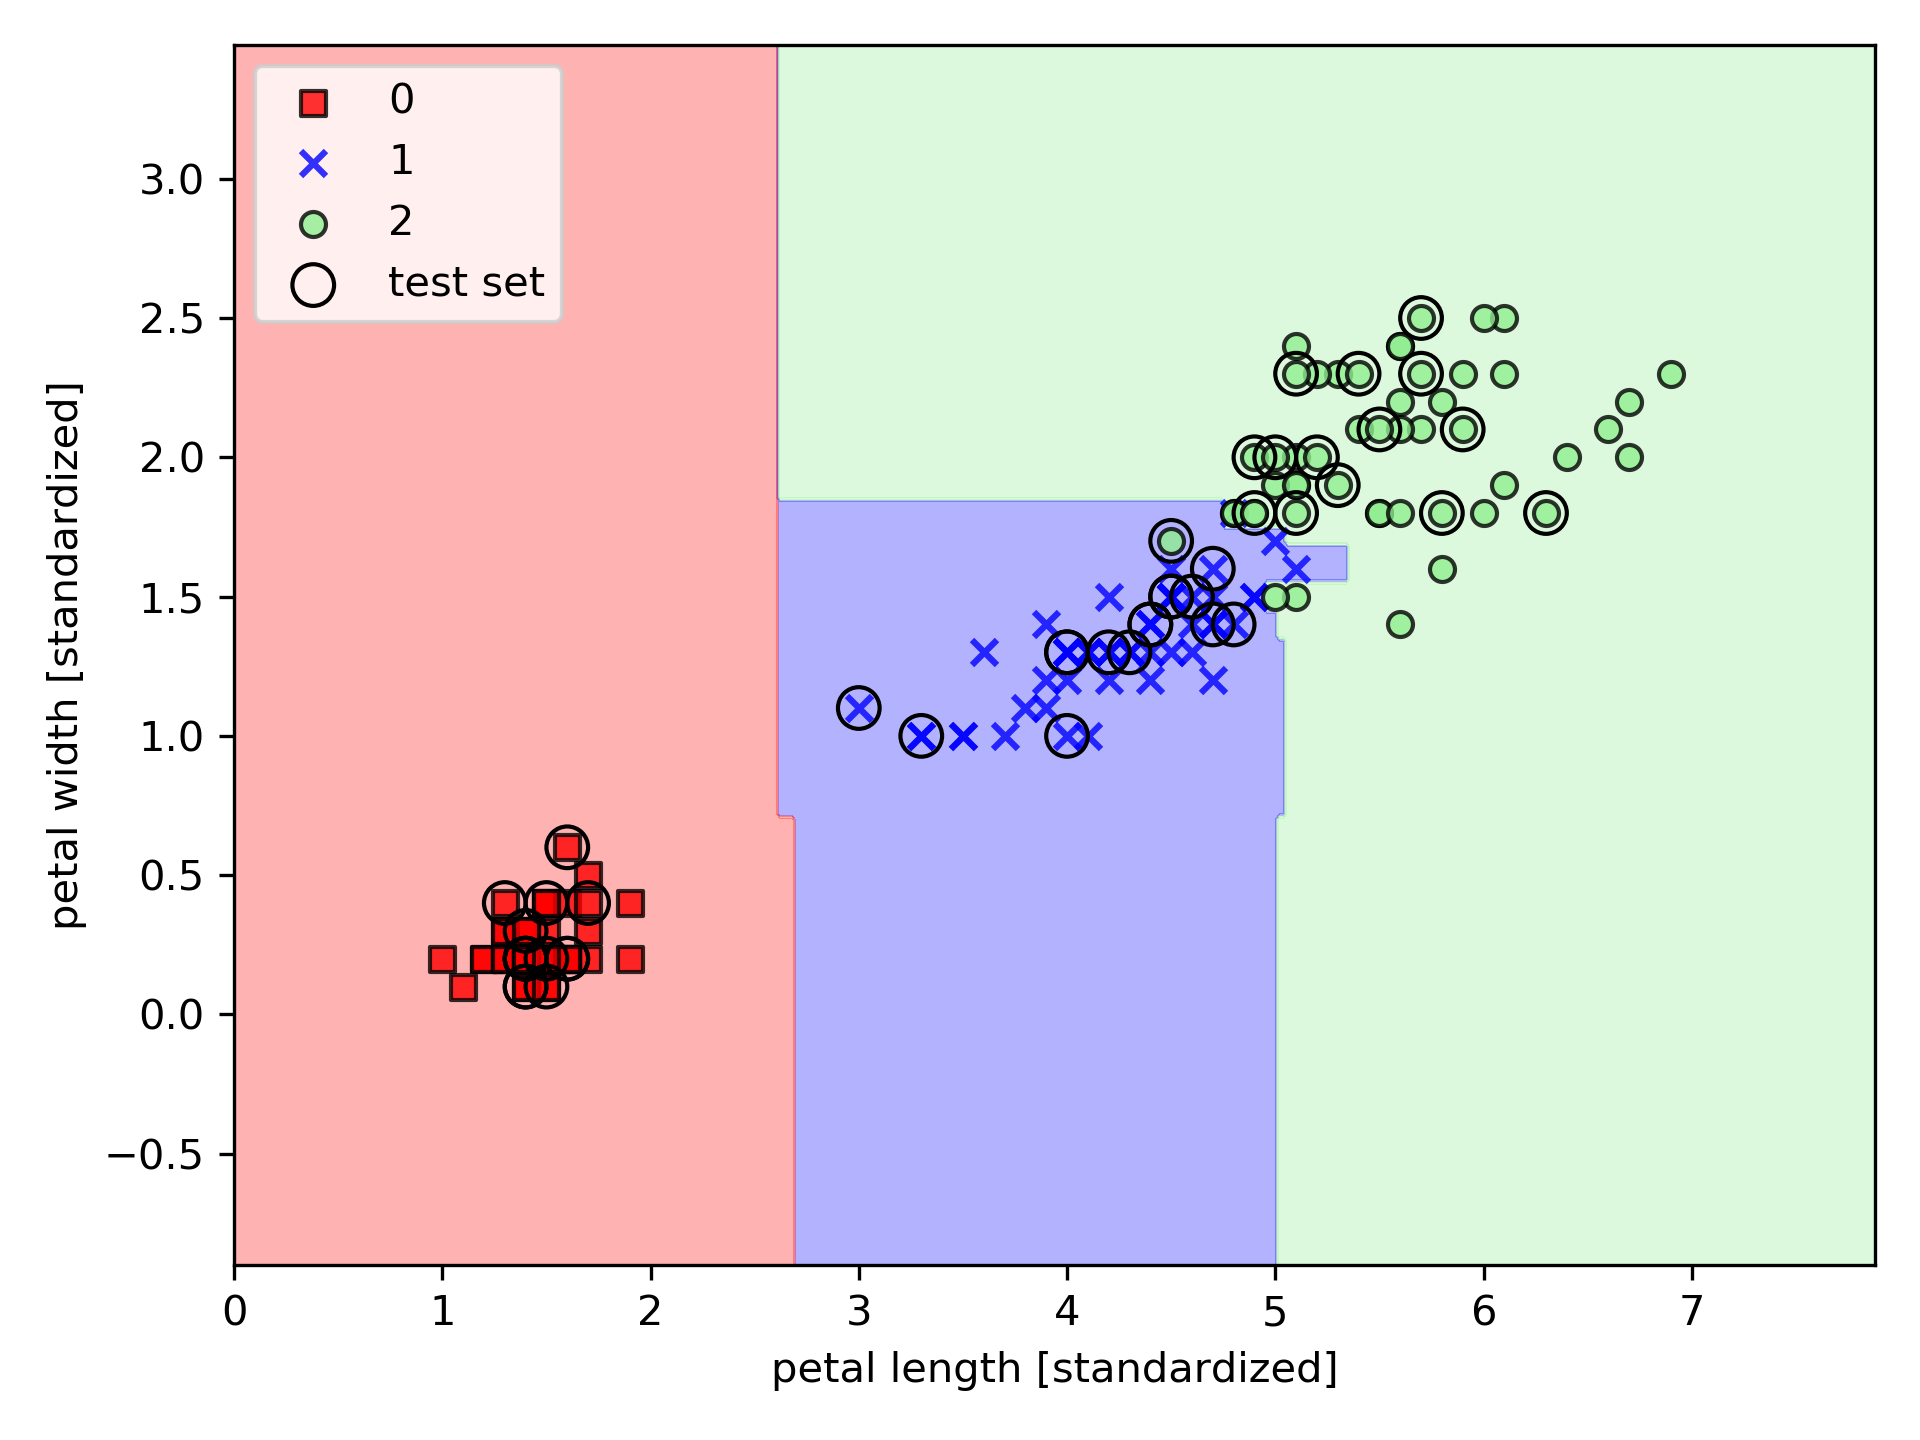 0
1
2
test set
3.0
2.5
2.0
1.5
1.0
0.5
0.0
−0.5
0 1 2 3 4 5 6 7
petal width [standardized]
petal length [standardized]